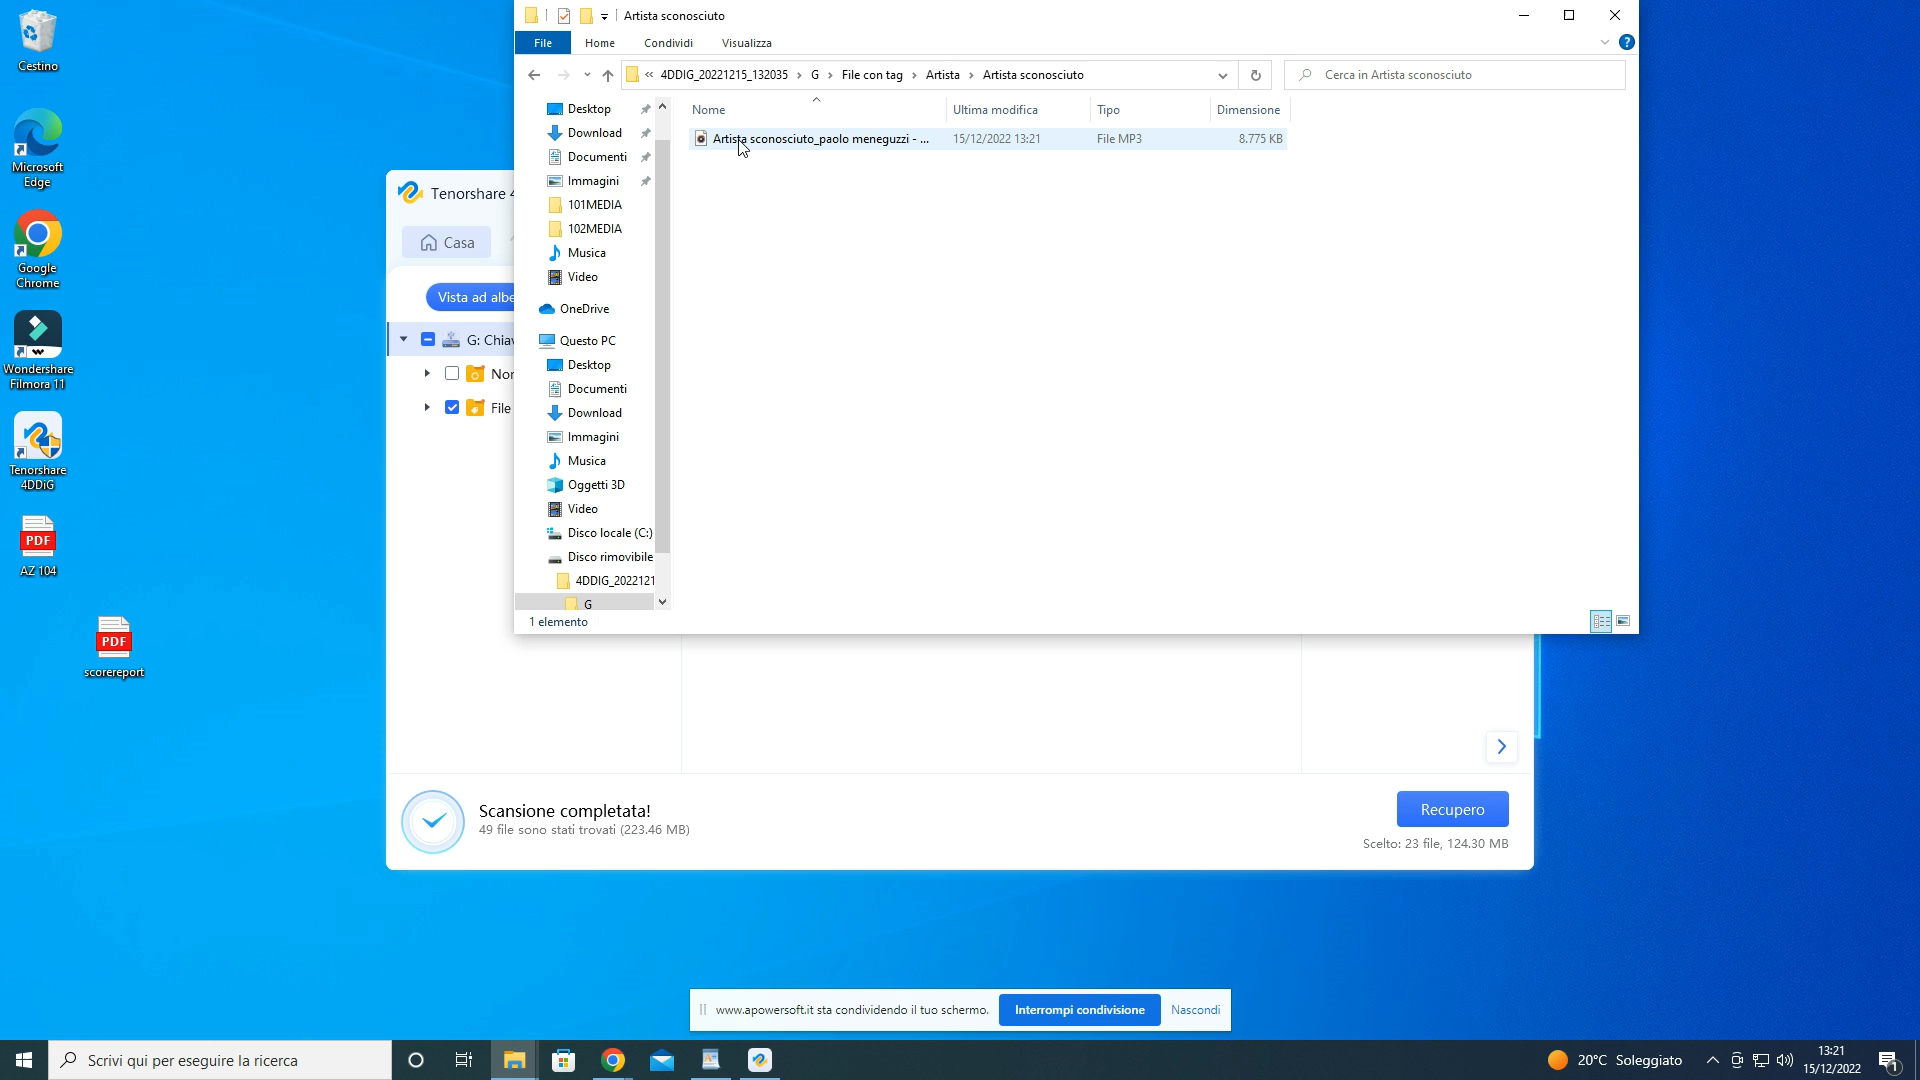 Cestino
Microsoft
Edge
Google
Chrome
Wondershare
Filmora 11
Tenorshare
4DDiG
PDF
AZ 104
PDF
scorereport
Artista sconosciuto
File
Home
Condividi
Visualizza
?
« 4DDIG_20221215_132035 › G › File con tag › Artista › Artista sconosciuto
Cerca in Artista sconosciuto
Desktop
Download
Documenti
Immagini
101MEDIA
102MEDIA
Musica
Video
OneDrive
Questo PC
Desktop
Documenti
Download
Immagini
Musica
Oggetti 3D
Video
Disco locale (C:)
Disco rimovibile
4DDIG_2022121
G
Nome
Ultima modifica
Tipo
Dimensione
Artista sconosciuto_paolo meneguzzi - ...
15/12/2022 13:21
File MP3
8.775 KB
1 elemento
Tenorshare 4
Casa
Vista ad albe
G: Chiav
File
Scansione completata!
49 file sono stati trovati (223.46 MB)
Recupero
Scelto: 23 file, 124.30 MB
www.apowersoft.it sta condividendo il tuo schermo.
Interrompi condivisione
Nascondi
Scrivi qui per eseguire la ricerca
20°C Soleggiato
13:21
15/12/2022
1